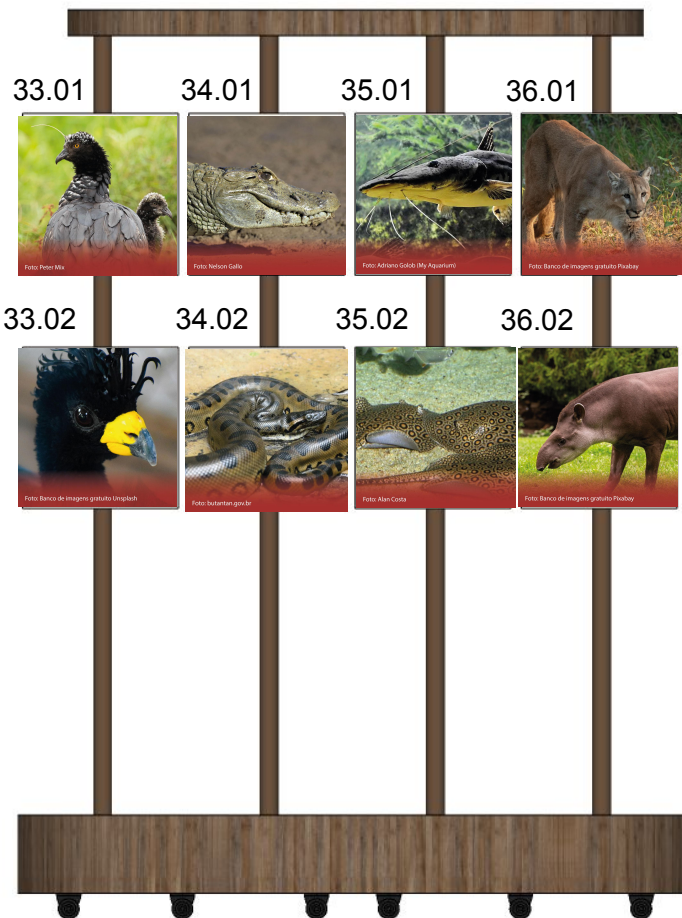 33.01 34.01 35.01 36.01
Foto: Peter Mix
Foto: Nelson Gallo
Foto: Adriano Golob (My Aquarium)
Foto: Banco de imagens gratuito Pixabay
33.02 34.02 35.02 36.02
Foto: Banco de imagens gratuito Unsplash
Foto: butantan.gov.br
Foto: Alan Costa
Foto: Banco de imagens gratuito Pixabay